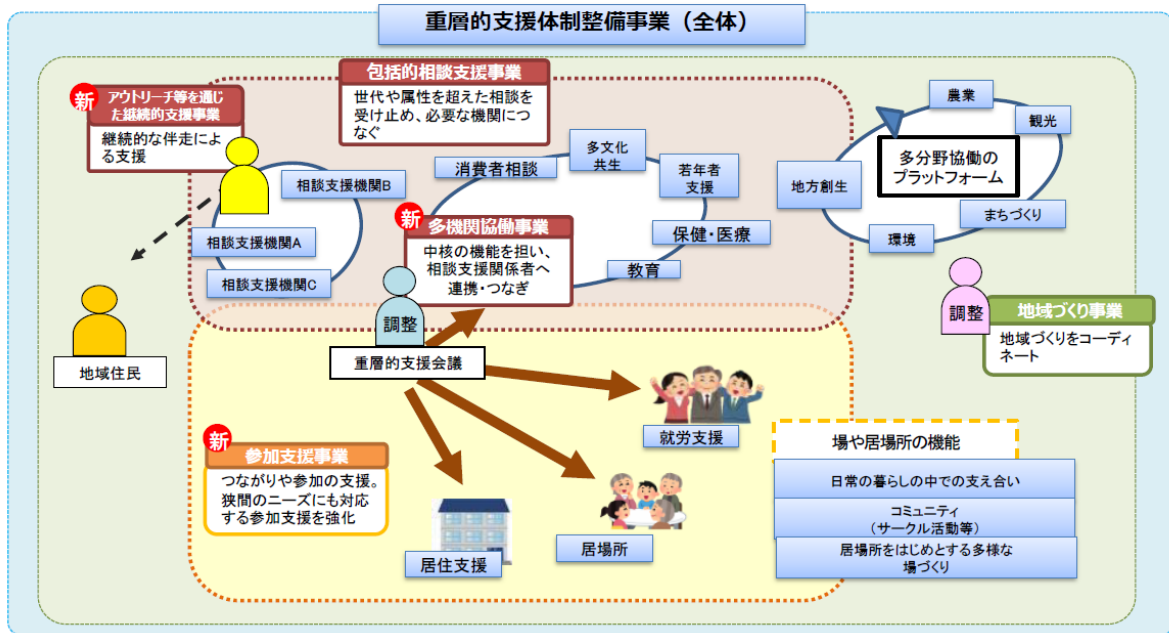 重層的支援体制整備事業（全体）
新
アウトリーチ等を通じ
た継続的支援事業
継続的な伴走によ
る支援
包括的相談支援事業
世代や属性を超えた相談を
受け止め、必要な機関につ
なぐ
相談支援機関B
相談支援機関A
相談支援機関C
消費者相談
多文化
共生
若年者
支援
保健・医療
教育
新
多機関協働事業
中核の機能を担い、
相談支援関係者へ
連携・つなぎ
農業
観光
多分野協働の
プラットフォーム
地方創生
まちづくり
環境
地域住民
調整
重層的支援会議
調整
地域づくり事業
地域づくりをコーディ
ネート
新
参加支援事業
つながりや参加の支援。
狭間のニーズにも対応
する参加支援を強化
就労支援
居場所
居住支援
場や居場所の機能
日常の暮らしの中での支え合い
コミュニティ
（サークル活動等）
居場所をはじめとする多様な
場づくり